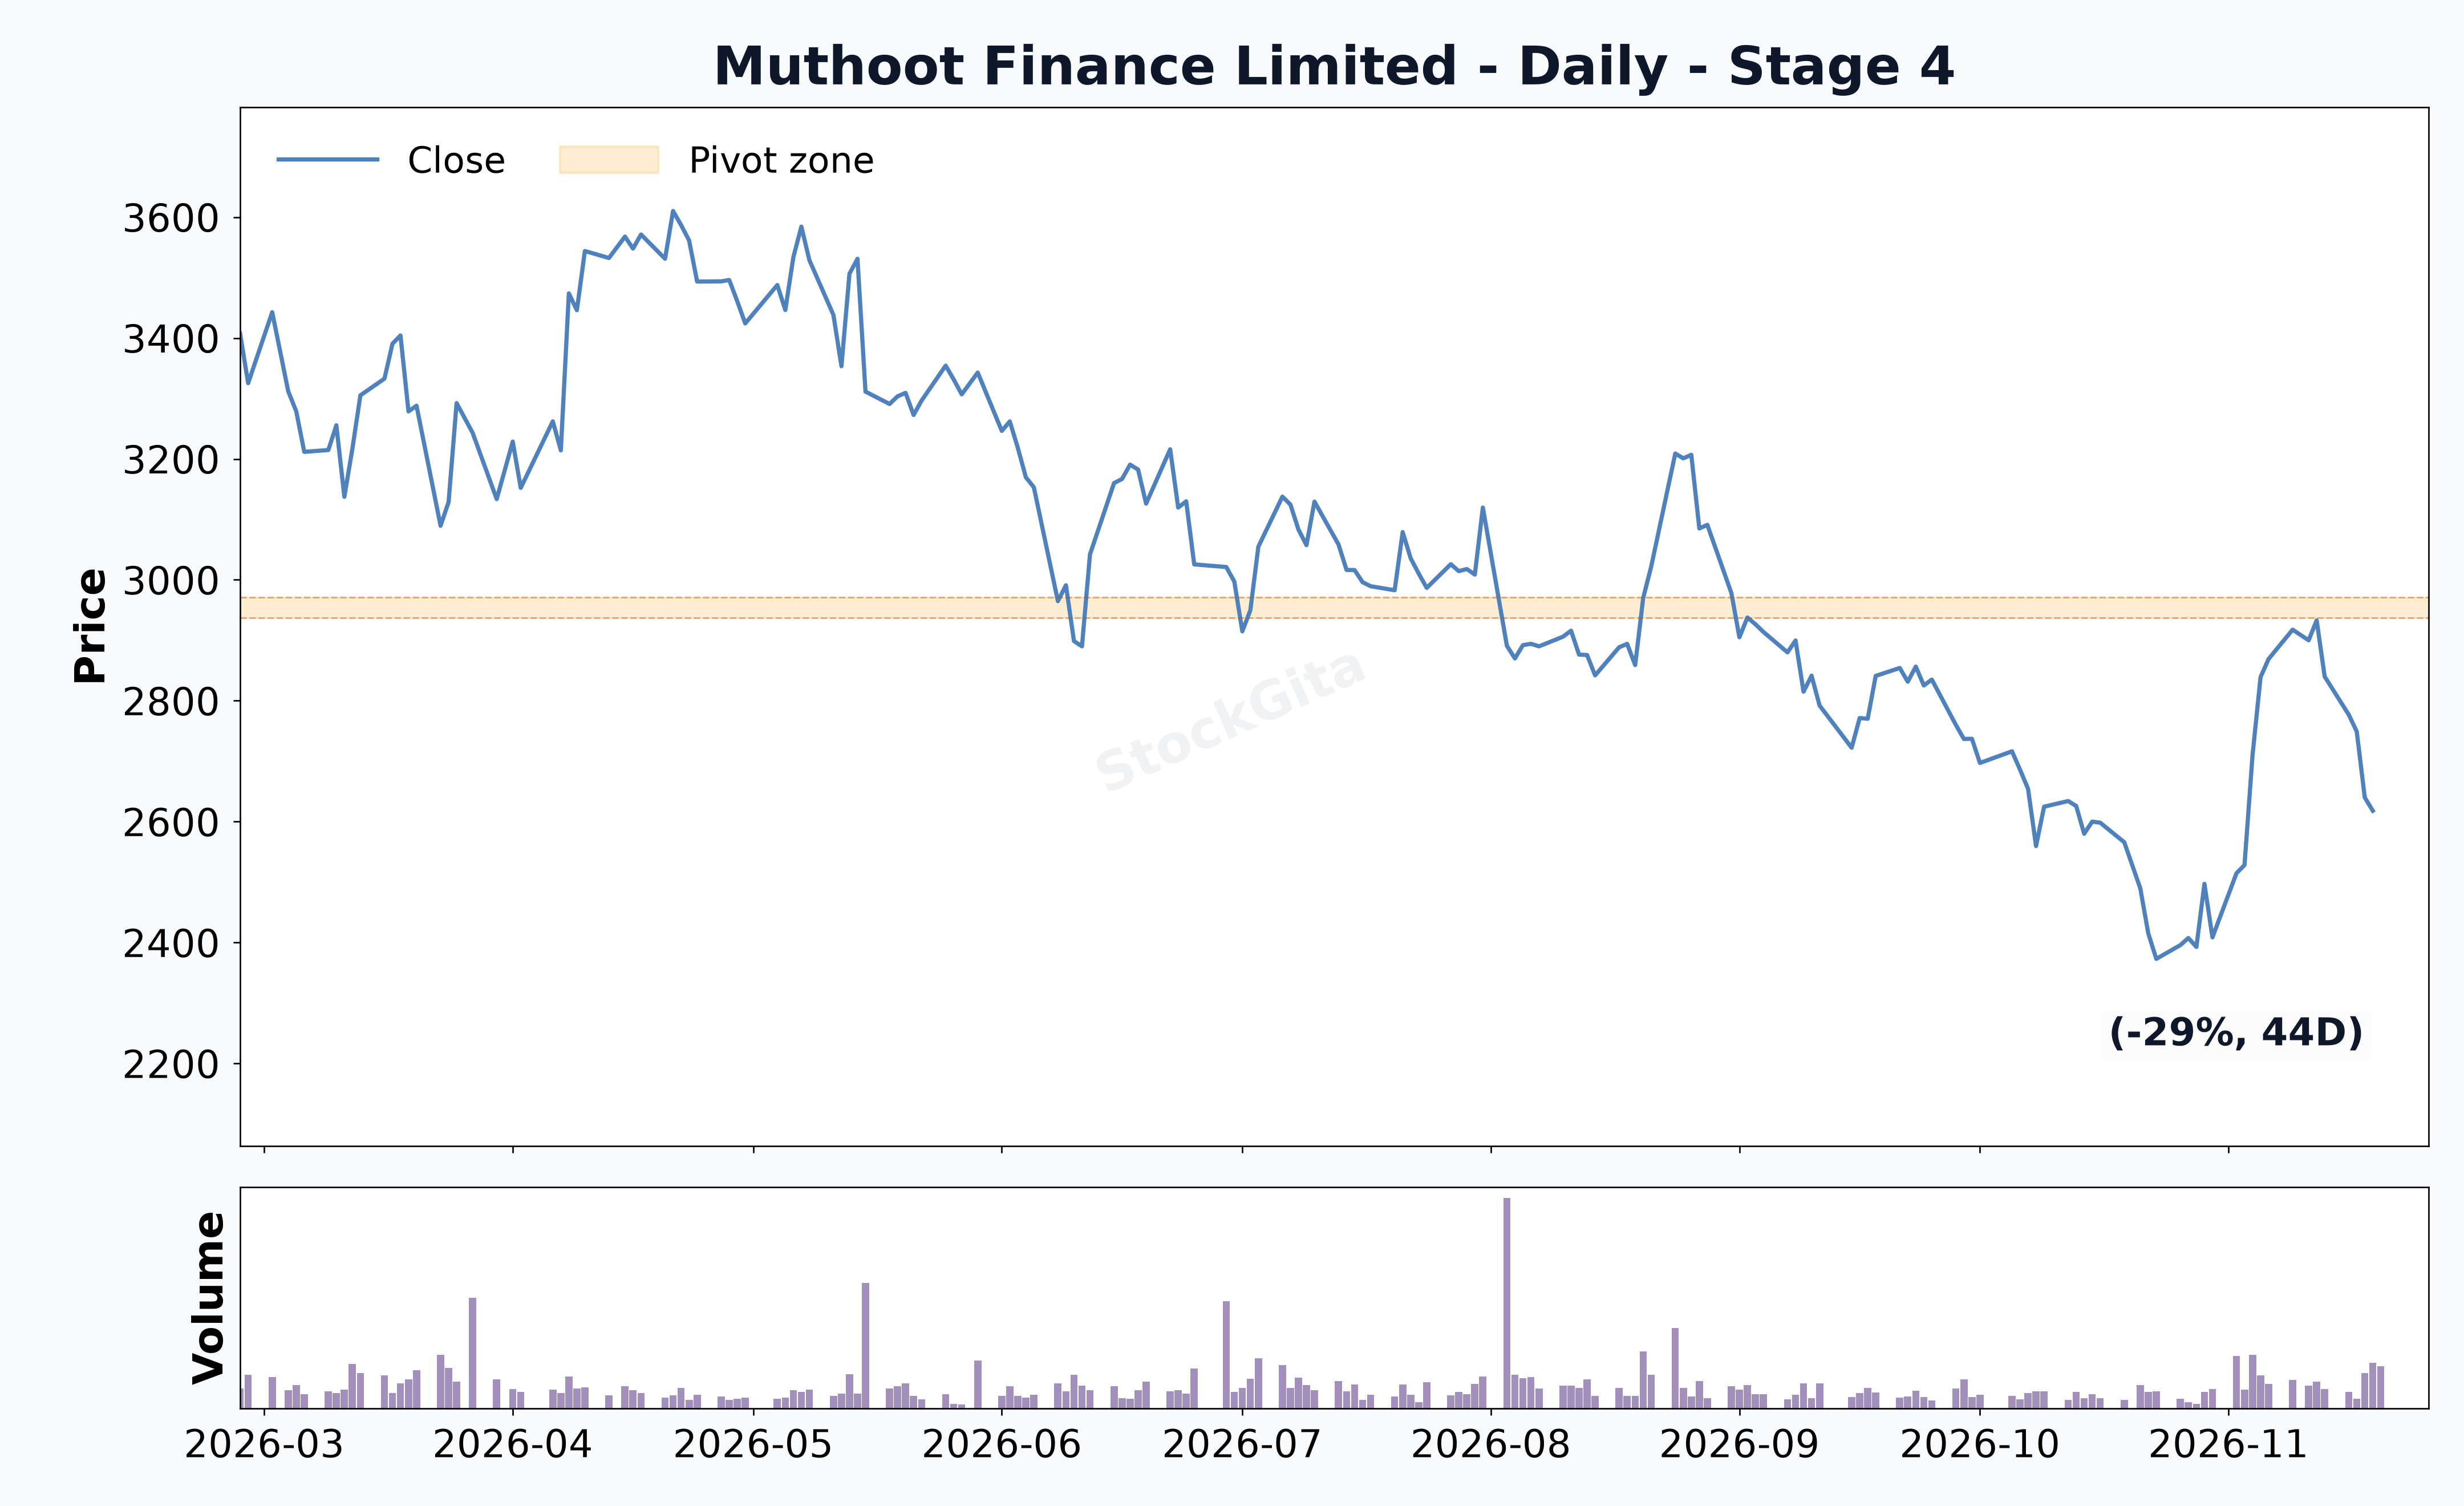 Muthoot Finance Limited - Daily - Stage 4
Close
Pivot zone
3600
3400
3200
3000
2800
2600
2400
2200
Price
StockGita
(-29%, 44D)
Volume
2026-03
2026-04
2026-05
2026-06
2026-07
2026-08
2026-09
2026-10
2026-11